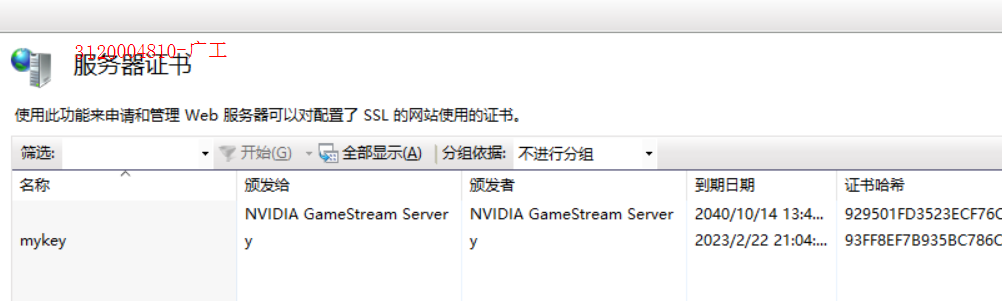 3120004810-广工
服务器证书
使用此功能来申请和管理 Web 服务器可以对配置了 SSL 的网站使用的证书。
筛选: 开始(G) 全部显示(A) 分组依据: 不进行分组
名称 颁发给 颁发者 到期日期 证书哈希
NVIDIA GameStream Server NVIDIA GameStream Server 2040/10/14 13:4... 929501FD3523ECF76C
mykey y y 2023/2/22 21:04:... 93FF8EF7B935BC786C